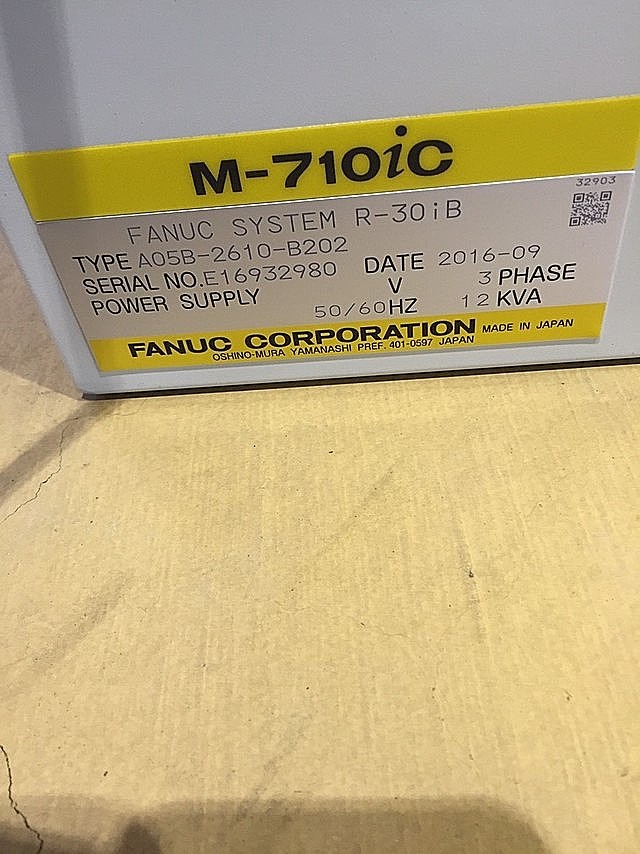 M-710iC
32903
FANUC SYSTEM R-30iB
TYPE A05B-2610-B202
SERIAL NO.E16932980 DATE 2016-09
POWER SUPPLY V 3 PHASE
50/60HZ 12 KVA
FANUC CORPORATION MADE IN JAPAN
OSHINO-MURA YAMANASHI PREF. 401-0597 JAPAN